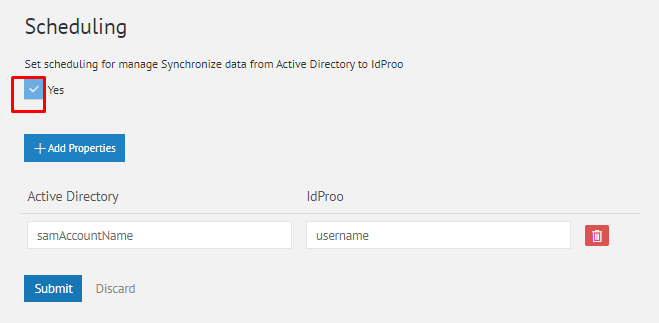 Scheduling
Set scheduling for manage Synchronize data from Active Directory to IdProo
Yes
+ Add Properties
Active Directory IdProo
samAccountName username
Submit Discard